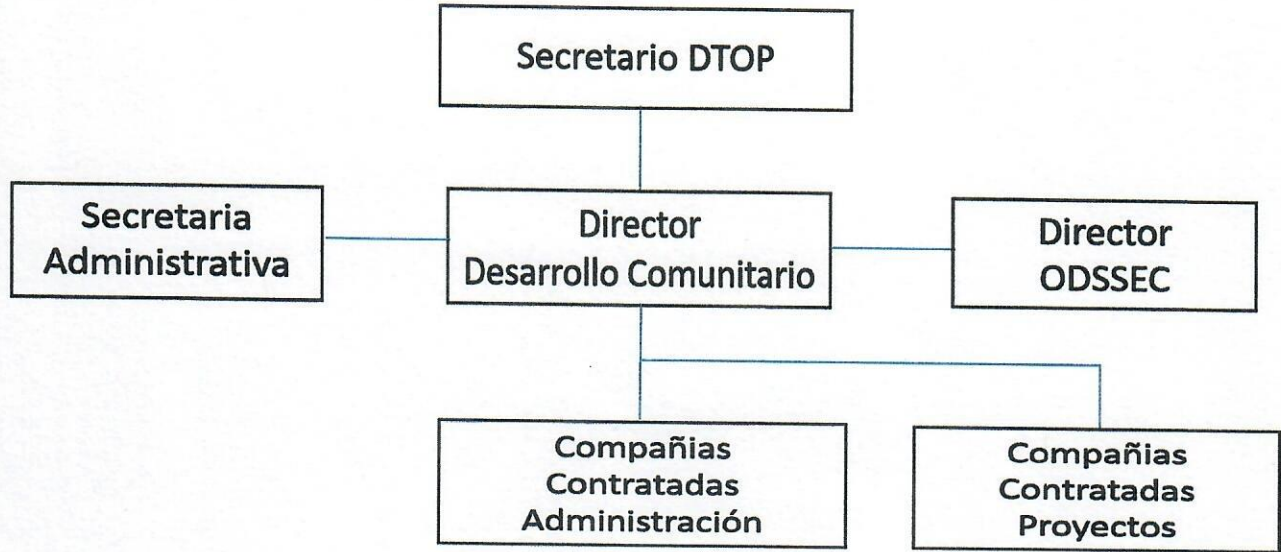 Secretario DTOP
Secretaria
Administrativa
Director
Desarrollo Comunitario
Director
ODSSEC
Compañias
Contratadas
Administración
Compañias
Contratadas
Proyectos